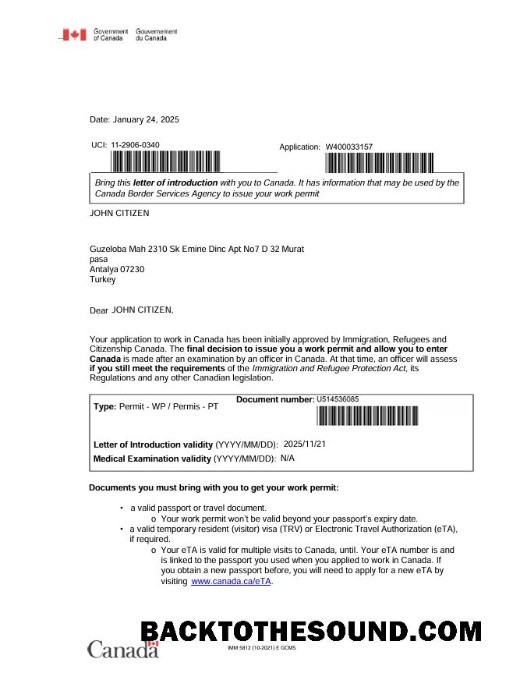 Government Gouvernement
of Canada du Canada
Date: January 24, 2025
UCI: 11-2906-0340
Application: W400033157
Bring this letter of introduction with you to Canada. It has information that may be used by the
Canada Border Services Agency to issue your work permit
JOHN CITIZEN
Guzeloba Mah 2310 Sk Emine Dinc Apt No7 D 32 Murat
pasa
Antalya 07230
Turkey
Dear JOHN CITIZEN,
Your application to work in Canada has been initially approved by Immigration, Refugees and
Citizenship Canada. The final decision to issue you a work permit and allow you to enter
Canada is made after an examination by an officer in Canada. At that time, an officer will assess
if you still meet the requirements of the Immigration and Refugee Protection Act, its
Regulations and any other Canadian legislation.
Document number: U514536085
Type: Permit - WP / Permis - PT
Letter of Introduction validity (YYYY/MM/DD): 2025/11/21
Medical Examination validity (YYYY/MM/DD): N/A
Documents you must bring with you to get your work permit:
• a valid passport or travel document.
o Your work permit won't be valid beyond your passport's expiry date.
• a valid temporary resident (visitor) visa (TRV) or Electronic Travel Authorization (eTA),
if required.
o Your eTA is valid for multiple visits to Canada, until. Your eTA number is and
is linked to the passport you used when you applied to work in Canada. If
you obtain a new passport before, you will need to apply for a new eTA by
visiting www.canada.ca/eTA.
BACKTOTHESOUND.COM
Canada
IMM 5812 (10-2021) E GCMS